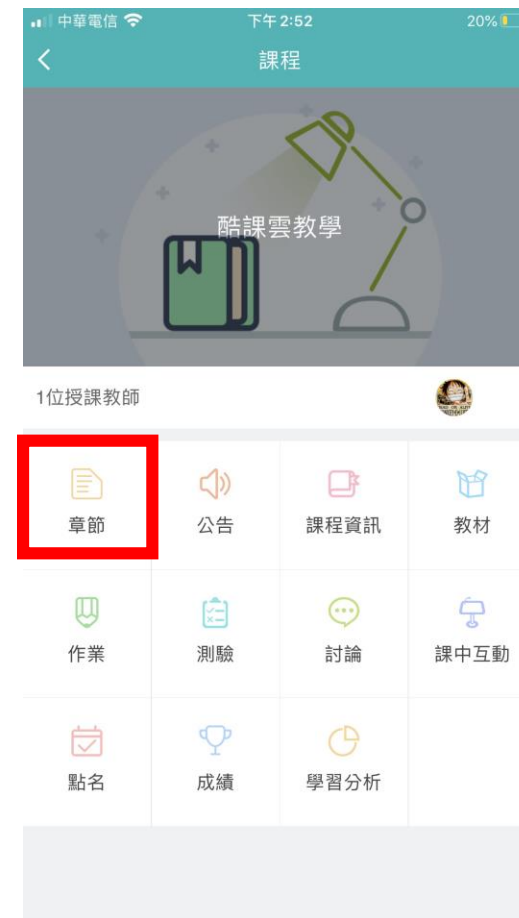 中華電信 下午2:52 20%
課程
酷課雲教學
1位授課教師
章節 公告 課程資訊 教材
作業 測驗 討論 課中互動
點名 成績 學習分析